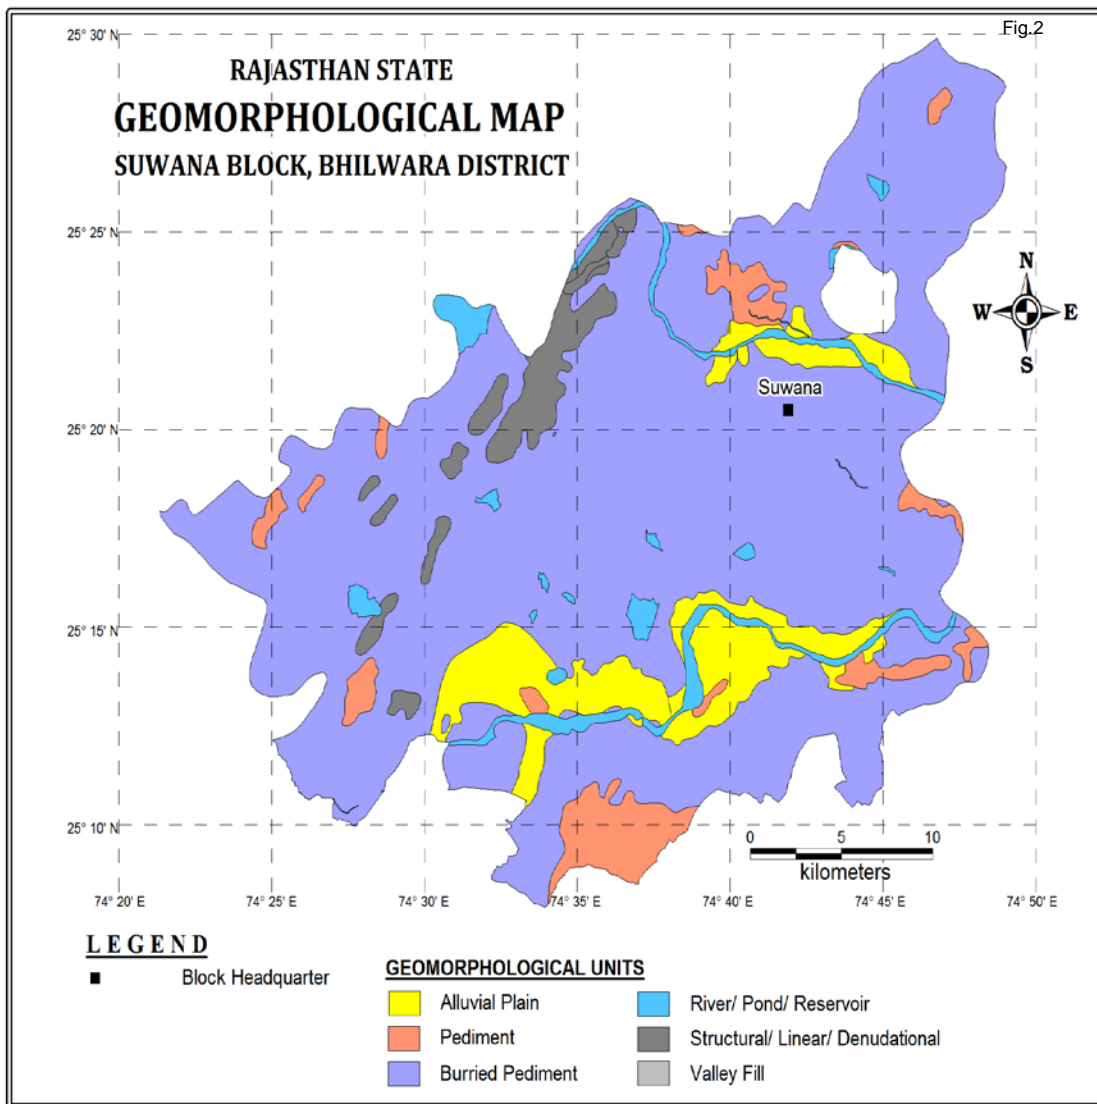 Fig.2
25° 30' N
RAJASTHAN STATE
GEOMORPHOLOGICAL MAP
SUWANA BLOCK, BHILWARA DISTRICT
25° 25' N
N
W E
S
Suwana
25° 20' N
25° 15' N
25° 10' N
0 5 10
kilometers
74° 20' E 74° 25' E 74° 30' E 74° 35' E 74° 40' E 74° 45' E 74° 50' E
LEGEND
Block Headquarter
GEOMORPHOLOGICAL UNITS
Alluvial Plain
River/ Pond/ Reservoir
Pediment
Structural/ Linear/ Denudational
Burried Pediment
Valley Fill